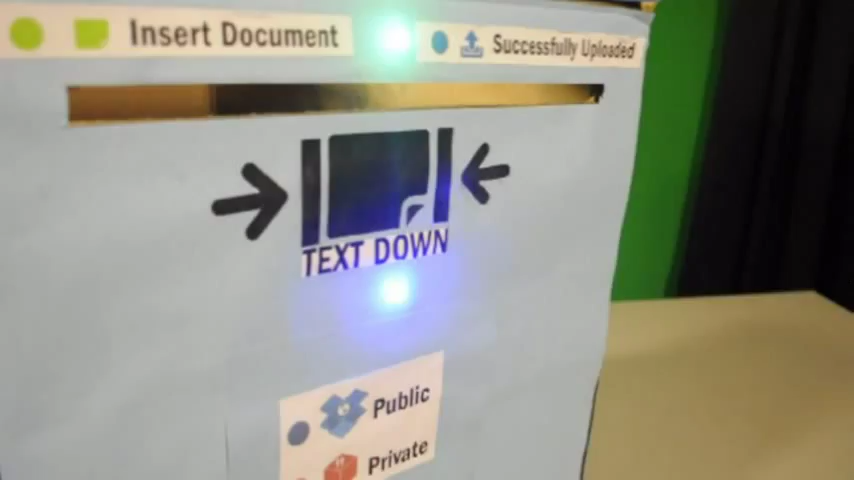 Insert Document
Successfully Uploaded
TEXT DOWN
Public
Private